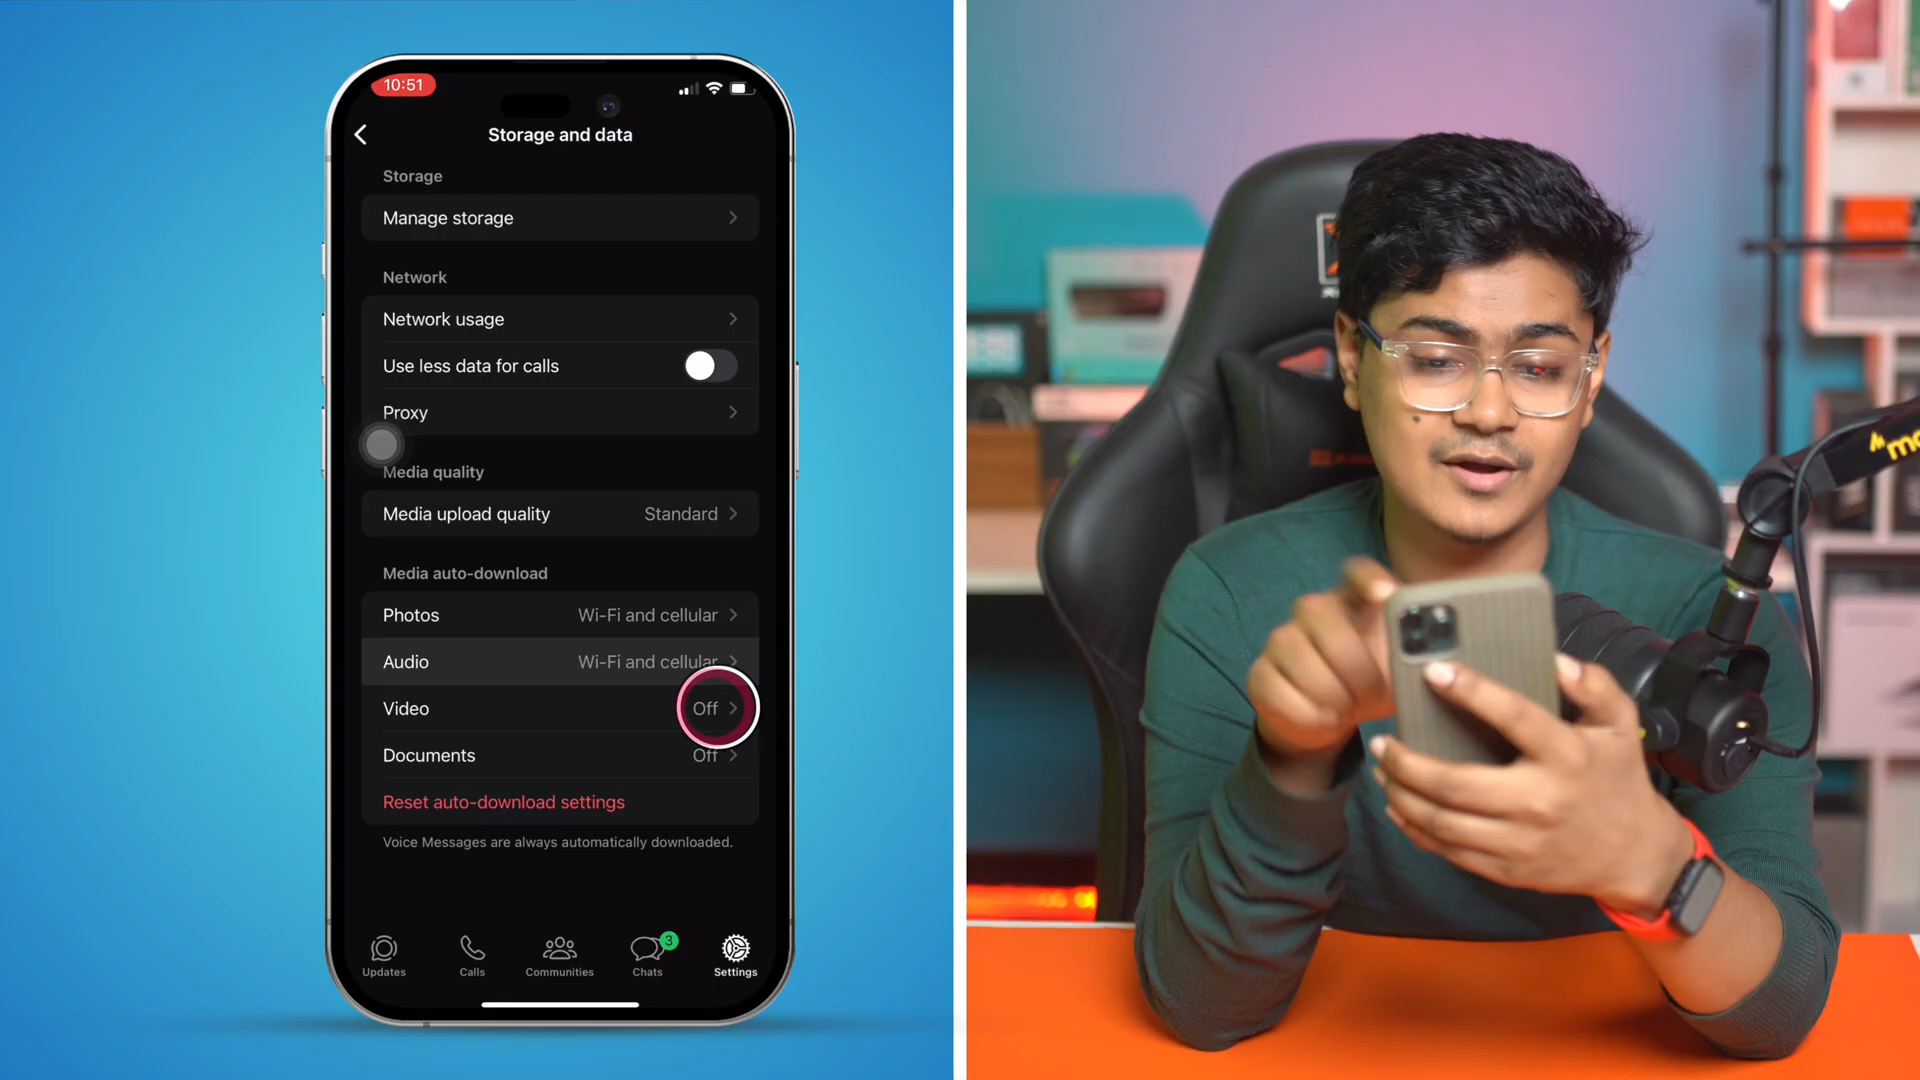 10:51
Storage and data
Storage
Manage storage
Network
Network usage
Use less data for calls
Proxy
Media quality
Media upload quality Standard
Media auto-download
Photos Wi-Fi and cellular
Audio Wi-Fi and cellular
Video Off
Documents Off
Reset auto-download settings
Voice Messages are always automatically downloaded.
3
Updates Calls Communities Chats Settings